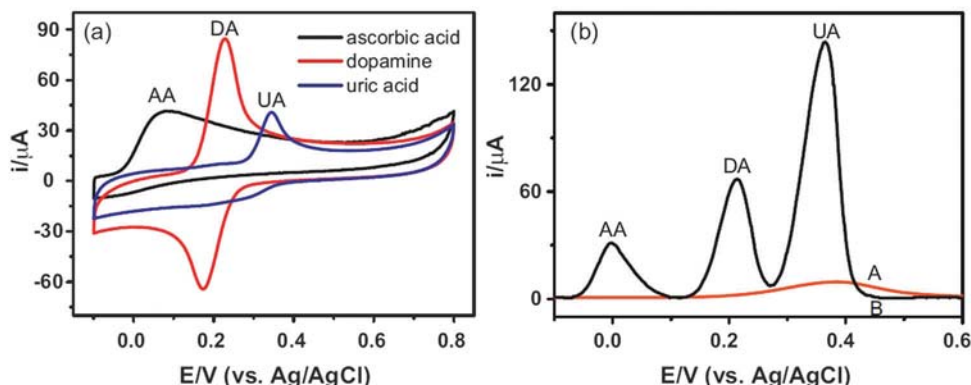 (a)
DA
AA
UA
ascorbic acid
dopamine
uric acid
90
60
30
0
-30
-60
i/μA
0.0 0.2 0.4 0.6 0.8
E/V (vs. Ag/AgCl)
(b)
UA
DA
AA
A
B
120
60
0
i/μA
0.0 0.2 0.4 0.6
E/V (vs. Ag/AgCl)